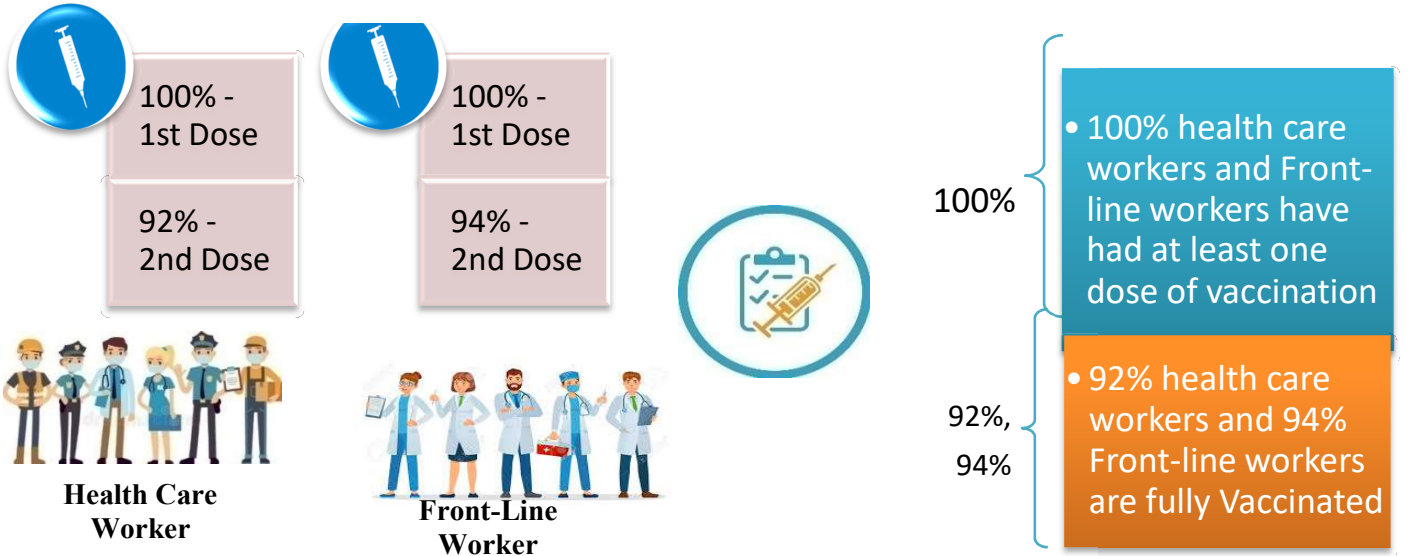 100% -
1st Dose
92% -
2nd Dose
Health Care
Worker
100% -
1st Dose
94% -
2nd Dose
Front-Line
Worker
100%
92%,
94%
• 100% health care
workers and Front-
line workers have
had at least one
dose of vaccination
• 92% health care
workers and 94%
Front-line workers
are fully Vaccinated